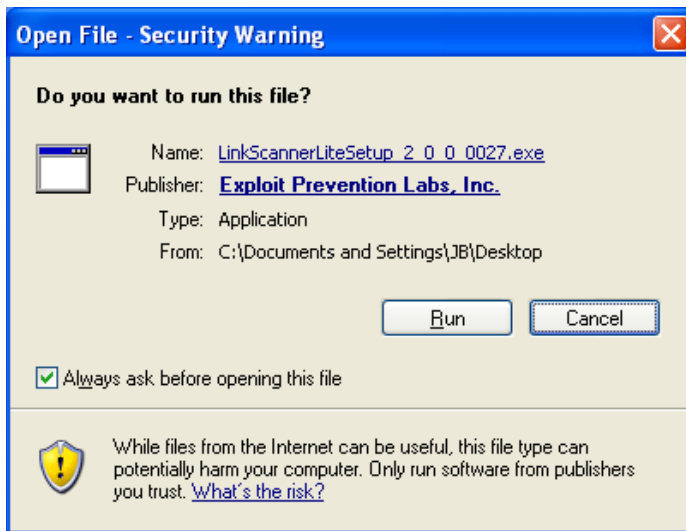 Open File - Security Warning
Do you want to run this file?
Name: LinkScannerLiteSetup_2_0_0_0027.exe
Publisher: Exploit Prevention Labs, Inc.
Type: Application
From: C:\Documents and Settings\JB\Desktop
Run Cancel
Always ask before opening this file
While files from the Internet can be useful, this file type can
potentially harm your computer. Only run software from publishers
you trust. What's the risk?